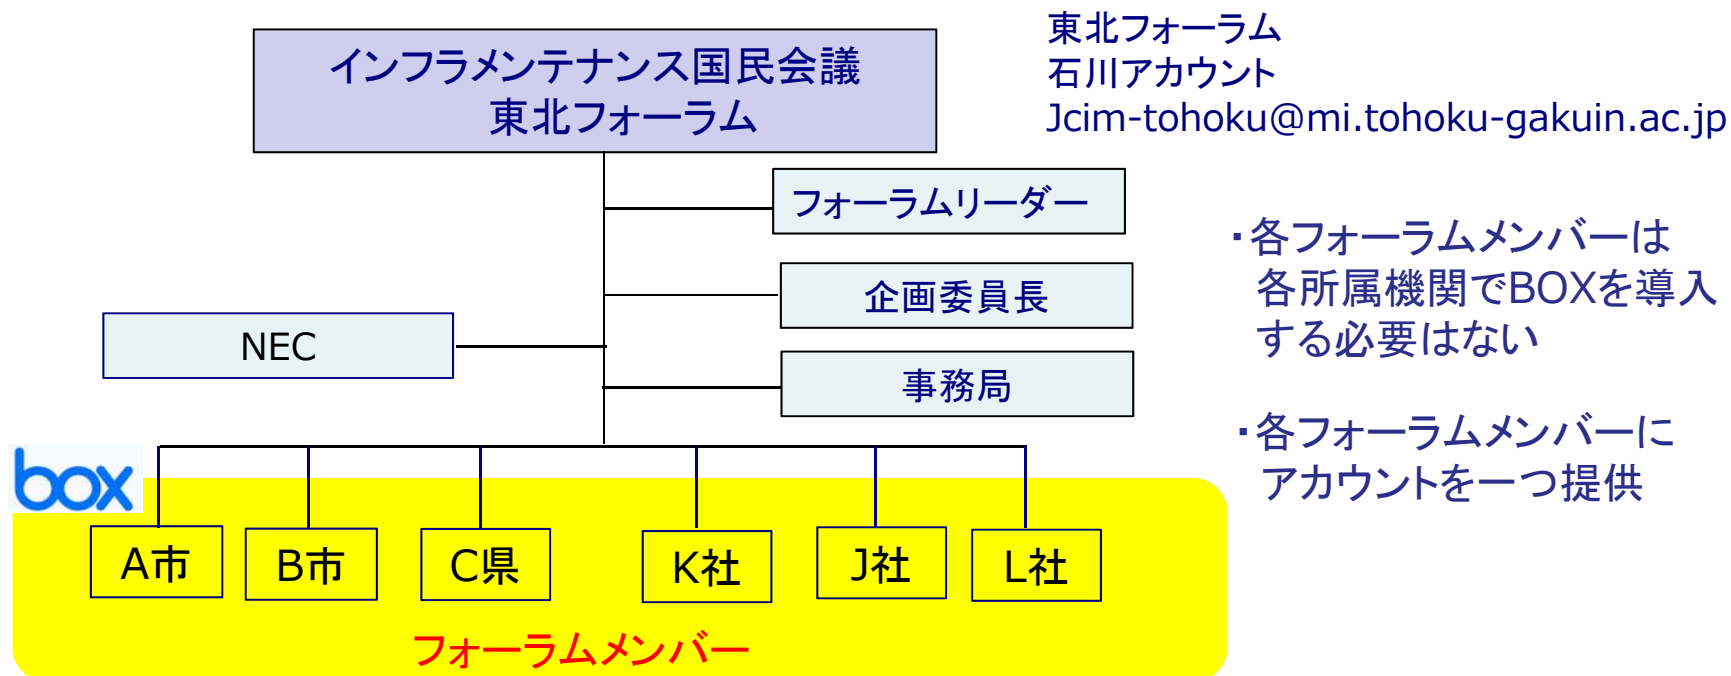 インフラメンテナンス国民会議
東北フォーラム
東北フォーラム
石川アカウント
Jcim-tohoku@mi.tohoku-gakuin.ac.jp
フォーラムリーダー
企画委員長
NEC
事務局
・各フォーラムメンバーは
各所属機関でBOXを導入
する必要はない
・各フォーラムメンバーに
アカウントを一つ提供
box
A市
B市
C県
K社
J社
L社
フォーラムメンバー